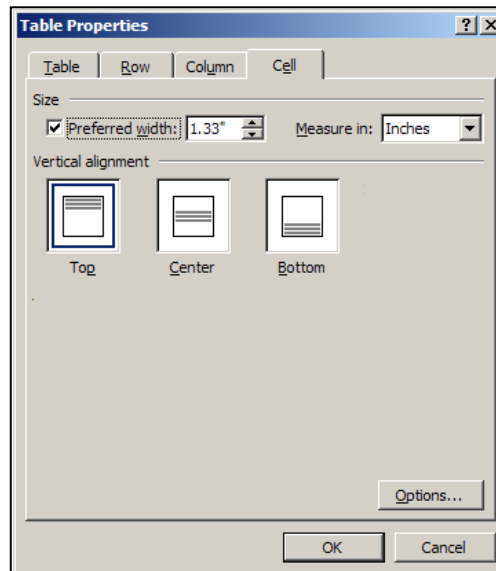 Table Properties
Table Row Column Cell
Size
Preferred width: 1.33" Measure in: Inches
Vertical alignment
Top Center Bottom
Options...
OK Cancel